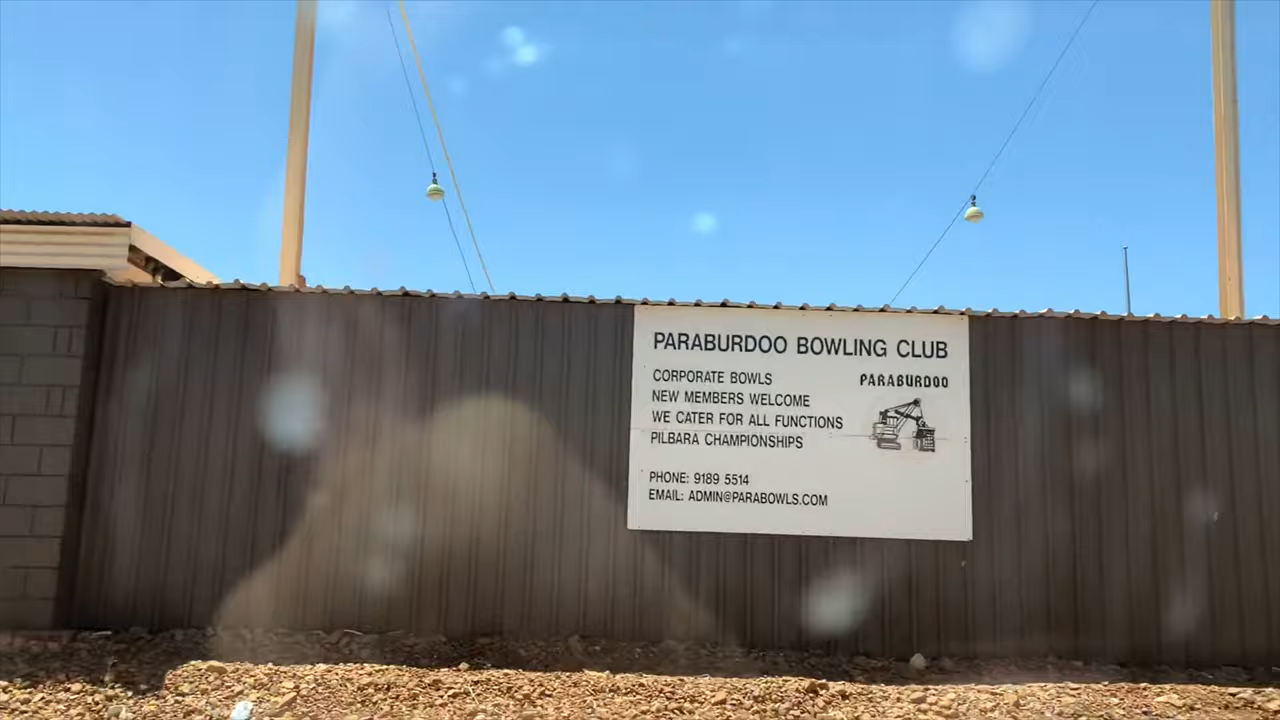 PARABURDOO BOWLING CLUB
CORPORATE BOWLS
NEW MEMBERS WELCOME
WE CATER FOR ALL FUNCTIONS
PILBARA CHAMPIONSHIPS
PARABURDOO
PHONE: 9189 5514
EMAIL: ADMIN@PARABOWLS.COM